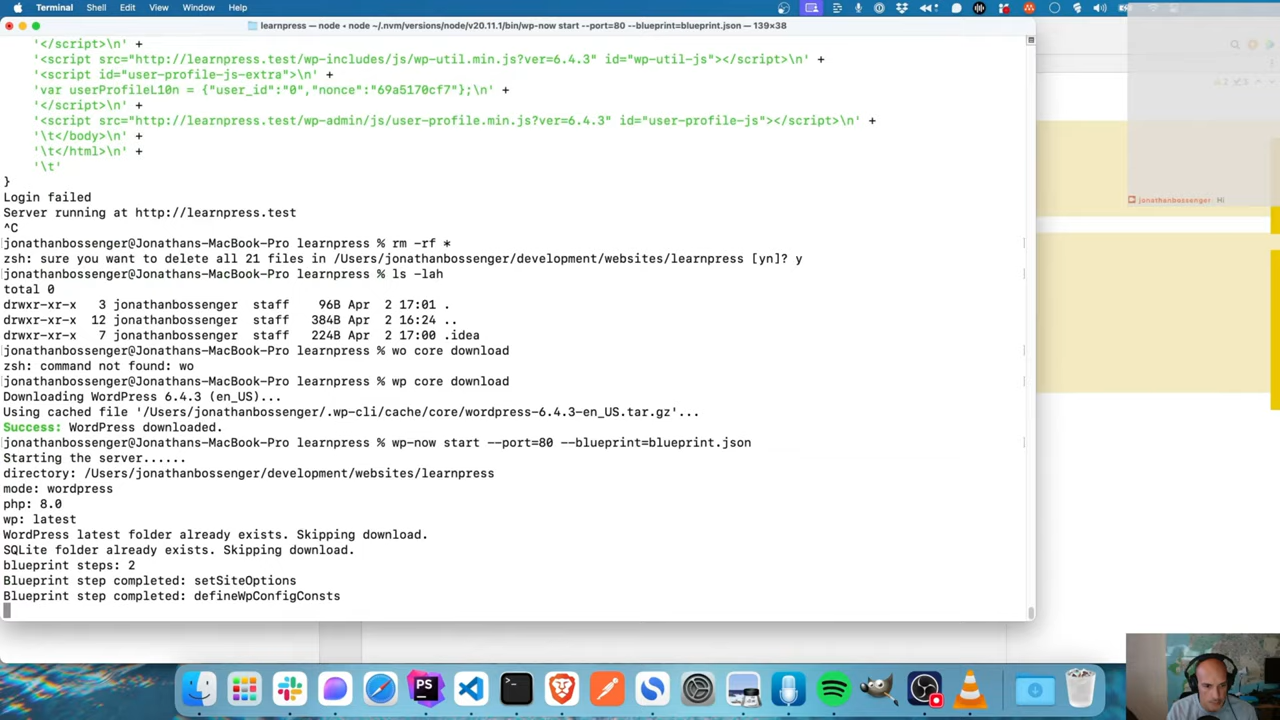 Terminal Shell Edit View Window Help
learnpress — node • node ~/.nvm/versions/node/v20.11.1/bin/wp-now start --port=80 --blueprint=blueprint.json — 139×38
'</script>\n' +
'<script src="http://learnpress.test/wp-includes/js/wp-util.min.js?ver=6.4.3" id="wp-util-js"></script>\n' +
'<script id="user-profile-js-extra">\n' +
'var userProfileL10n = {"user_id":"0","nonce":"69a5170cf7"};\n' +
'</script>\n' +
'<script src="http://learnpress.test/wp-admin/js/user-profile.min.js?ver=6.4.3" id="user-profile-js"></script>\n' +
'\t</body>\n' +
'\t</html>\n' +
'\t'
}
Login failed
Server running at http://learnpress.test
^C
jonathanbossenger@Jonathans-MacBook-Pro learnpress % rm -rf *
zsh: sure you want to delete all 21 files in /Users/jonathanbossenger/development/websites/learnpress [yn]? y
jonathanbossenger@Jonathans-MacBook-Pro learnpress % ls -lah
total 0
drwxr-xr-x   3 jonathanbossenger  staff    96B Apr  2 17:01 .
drwxr-xr-x  12 jonathanbossenger  staff   384B Apr  2 16:24 ..
drwxr-xr-x   7 jonathanbossenger  staff   224B Apr  2 17:00 .idea
jonathanbossenger@Jonathans-MacBook-Pro learnpress % wo core download
zsh: command not found: wo
jonathanbossenger@Jonathans-MacBook-Pro learnpress % wp core download
Downloading WordPress 6.4.3 (en_US)...
Using cached file '/Users/jonathanbossenger/.wp-cli/cache/core/wordpress-6.4.3-en_US.tar.gz'...
Success: WordPress downloaded.
jonathanbossenger@Jonathans-MacBook-Pro learnpress % wp-now start --port=80 --blueprint=blueprint.json
Starting the server......
directory: /Users/jonathanbossenger/development/websites/learnpress
mode: wordpress
php: 8.0
wp: latest
WordPress latest folder already exists. Skipping download.
SQLite folder already exists. Skipping download.
blueprint steps: 2
Blueprint step completed: setSiteOptions
Blueprint step completed: defineWpConfigConsts
jonathanbossenger: Hi
PS